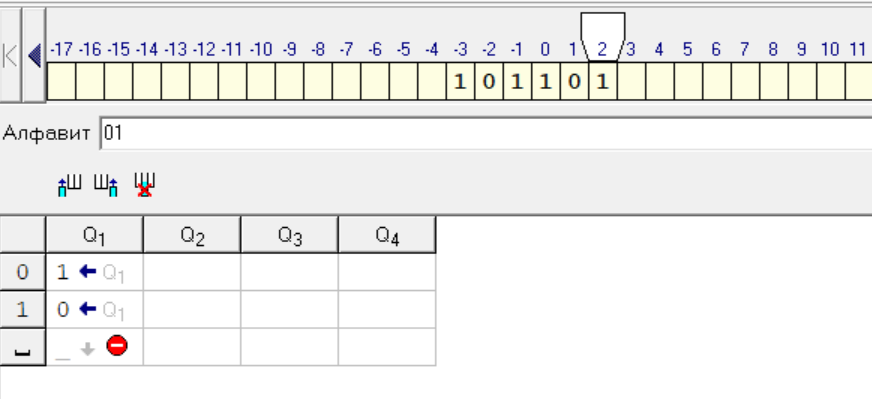 -17 -16 -15 -14 -13 -12 -11 -10 -9 -8 -7 -6 -5 -4 -3 -2 -1 0 1 2 3 4 5 6 7 8 9 10 11
1 0 1 1 0 1
Алфавит 01
Q1 Q2 Q3 Q4
0 1 ← Q1
1 0 ← Q1
␣ _ ↓